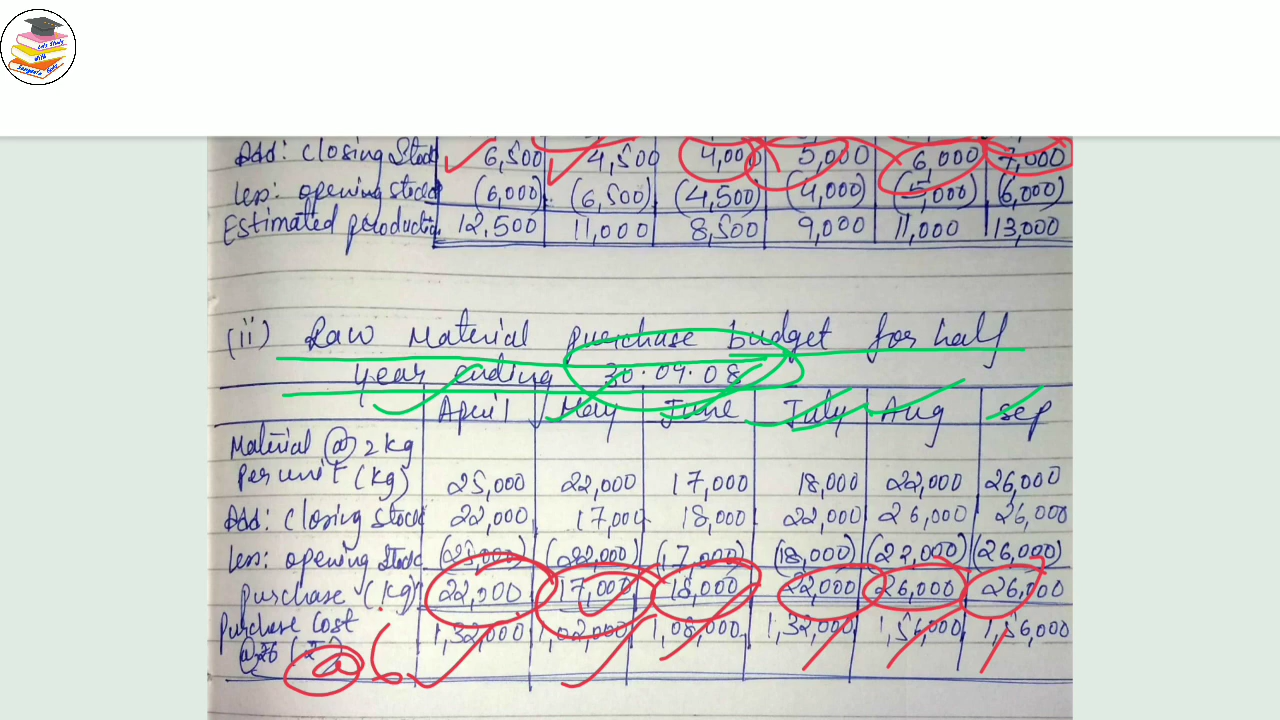 Let's Study
With
Add: Closing Stock 6,500 4,500 4,000 5,000 6,000 7,000
Less: opening stock (6,000) (6,500) (4,500) (4,000) (5,000) (6,000)
Estimated production 12,500 11,000 8,500 9,000 11,000 13,000
(ii) Raw Material purchase budget for half
year ending 30.09.08
April May June July Aug Sep
Material @ 2 kg
Per unit (kg) 25,000 22,000 17,000 18,000 22,000 26,000
Add: Closing Stock 22,000 17,000 18,000 22,000 26,000 26,000
Less: opening Stock (25,000) (22,000) (17,000) (18,000) (22,000) (26,000)
Purchase (kg) 22,000 17,000 18,000 22,000 26,000 26,000
Purchase Cost 1,32,000 1,02,000 1,08,000 1,32,000 1,56,000 1,56,000